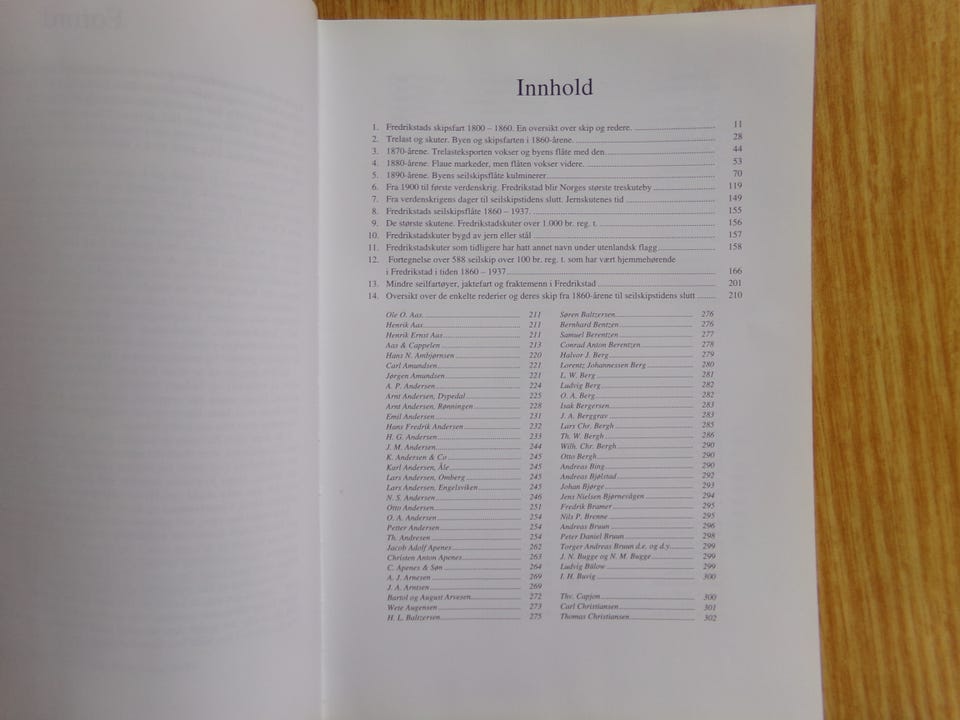 Innhold
1. Fredrikstads skipsfart 1800 – 1860. En oversikt over skip og redere. 11
2. Trelast og skuter. Byen og skipsfarten i 1860-årene. 28
3. 1870-årene. Trelasteksporten vokser og byens flåte med den 44
4. 1880-årene. Flaue markeder, men flåten vokser videre. 53
5. 1890-årene. Byens seilskipsflåte kulminerer 70
6. Fra 1900 til første verdenskrig. Fredrikstad blir Norges største treskuteby 119
7. Fra verdenskrigens dager til seilskipstidens slutt. Jernskutenes tid 149
8. Fredrikstads seilskipsflåte 1860 – 1937. 155
9. De største skutene. Fredrikstadskuter over 1.000 br. reg. t. 156
10. Fredrikstadskuter bygd av jern eller stål 157
11. Fredrikstadskuter som tidligere har hatt annet navn under utenlandsk flagg 158
12. Fortegnelse over 588 seilskip over 100 br. reg. t. som har vært hjemmehørende
i Fredrikstad i tiden 1860 – 1937 166
13. Mindre seilfartøyer, jaktefart og fraktemenn i Fredrikstad 201
14. Oversikt over de enkelte rederier og deres skip fra 1860-årene til seilskipstidens slutt 210
Ole O. Aas. 211
Henrik Aas 211
Henrik Ernst Aas 211
Aas & Cappelen 213
Hans N. Ambjørnsen 220
Carl Amundsen 221
Jørgen Amundsen 221
A. P. Andersen 224
Arnt Andersen, Dypedal 225
Arnt Andersen, Rønningen 228
Emil Andersen 231
Hans Fredrik Andersen 232
H. G. Andersen 233
J. M. Andersen 244
K. Andersen & Co 245
Karl Andersen, Åle 245
Lars Andersen, Omberg 245
Lars Andersen, Engelsviken 245
N. S. Andersen 246
Otto Andersen 251
O. A. Andersen 254
Petter Andersen 254
Th. Andresen 254
Jacob Adolf Apenes 262
Christen Anton Apenes 263
C. Apenes & Søn 264
A. J. Arnesen 269
J. A. Arntsen 269
Bartol og August Arvesen 272
Wete Augensen 273
H. L. Baltzersen 275
Søren Baltzersen 276
Bernhard Bentzen 276
Samuel Berentzen 277
Conrad Anton Berentzen 278
Halvor J. Berg 279
Lorentz Johannessen Berg 280
L. W. Berg 281
Ludvig Berg 282
O. A. Berg 282
Isak Bergersen 283
J. A. Berggrav 283
Lars Chr. Bergh 285
Th. W. Bergh 286
Wilh. Chr. Bergh 290
Otto Bergh 290
Andreas Bing 290
Andreas Bjølstad 292
Johan Bjørge 293
Jens Nielsen Bjørnevågen 294
Fredrik Bramer 295
Nils P. Brenne 295
Andreas Bruun 296
Peter Daniel Bruun 298
Torger Andreas Bruun d.e. og d.y. 299
J. N. Bugge og N. M. Bugge 299
Ludvig Bülow 299
I. H. Buvig 300
Thv. Capjon 300
Carl Christiansen 301
Thomas Christiansen 302